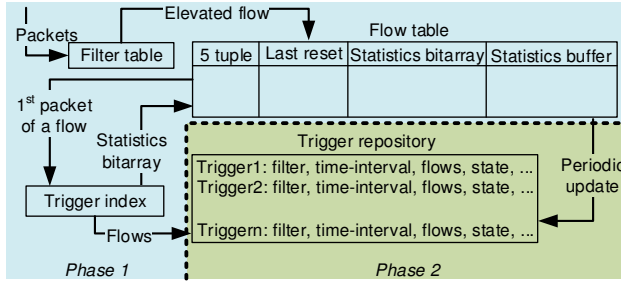 Elevated flow
Packets
Filter table
Flow table
5 tuple
Last reset
Statistics bitarray
Statistics buffer
1st packet
of a flow
Statistics
bitarray
Trigger index
Flows
Trigger repository
Trigger1: filter, time-interval, flows, state, ...
Trigger2: filter, time-interval, flows, state, ...
Triggern: filter, time-interval, flows, state, ...
Periodic
update
Phase 1
Phase 2